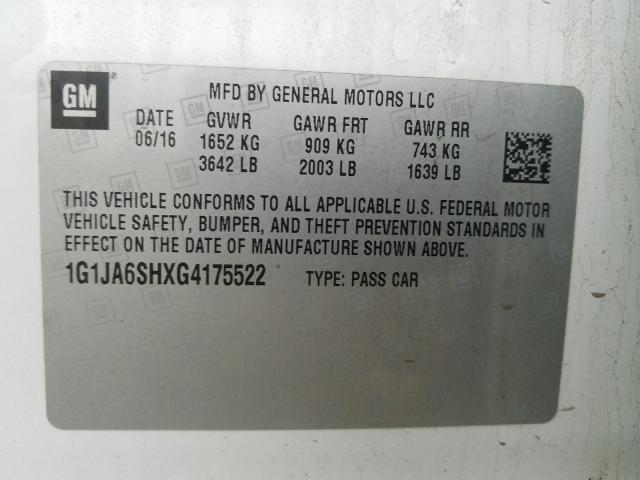 GM ®
MFD BY GENERAL MOTORS LLC
DATE GVWR GAWR FRT GAWR RR
06/16 1652 KG 909 KG 743 KG
3642 LB 2003 LB 1639 LB
THIS VEHICLE CONFORMS TO ALL APPLICABLE U.S. FEDERAL MOTOR
VEHICLE SAFETY, BUMPER, AND THEFT PREVENTION STANDARDS IN
EFFECT ON THE DATE OF MANUFACTURE SHOWN ABOVE.
1G1JA6SHXG4175522 TYPE: PASS CAR